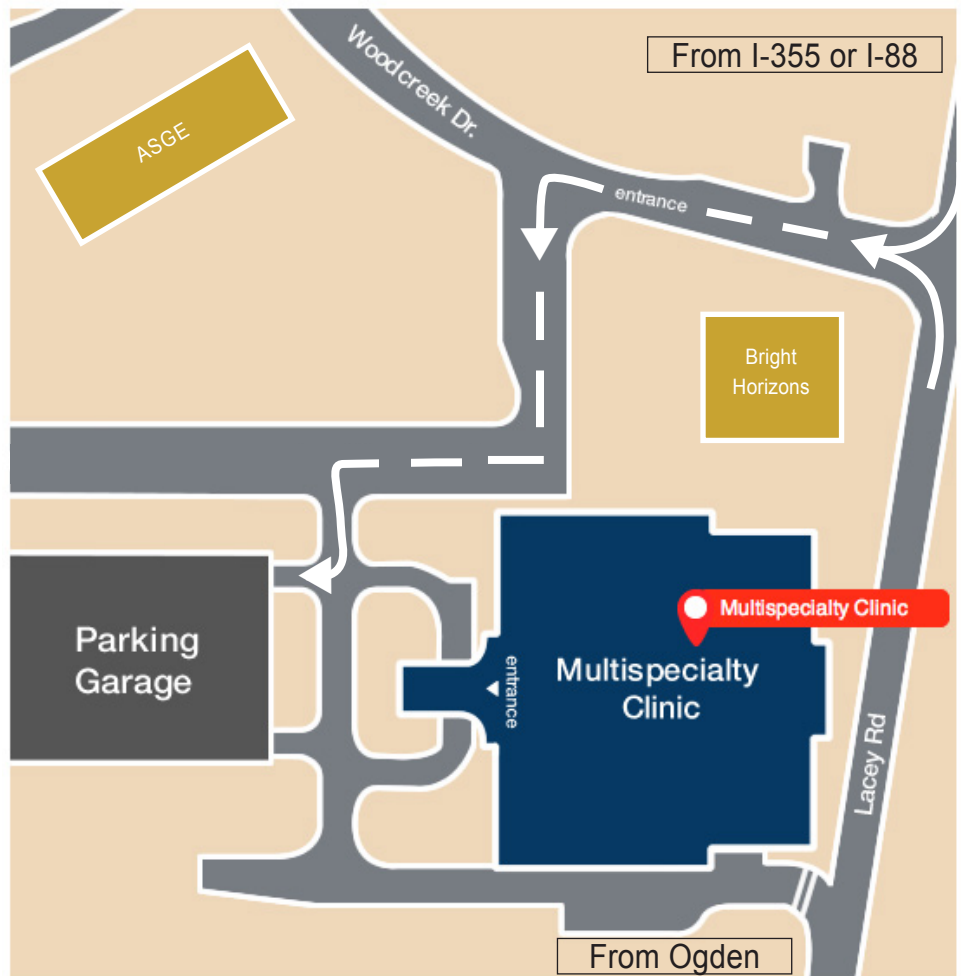 From I-355 or I-88
Woodcreek Dr.
ASGE
entrance
Bright
Horizons
Multispecialty Clinic
Parking
Garage
entrance
Multispecialty
Clinic
Lacey Rd
From Ogden